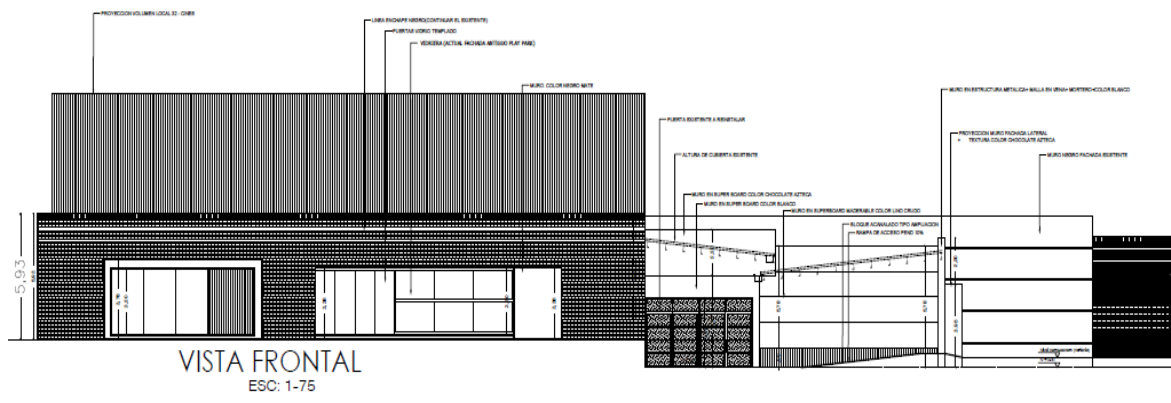 PROYECCION VOLUMEN LOCAL 22 - CINES
LINEA ENCHAPE NEGRO(CONTINUAR EL EXISTENTE)
PUERTAS VIDRIO TEMPLADO
VIDRIERA (ACTUAL FACHADA ANTIGUO PLAY PARK)
MURO COLOR NEGRO MATE
MURO EN ESTRUCTURA METALICA+ MALLA EN VENA+ MORTERO+COLOR BLANCO
PUERTA EXISTENTE A REINSTALAR
PROYECCION MURO FACHADA LATERAL
+ TEXTURA COLOR CHOCOLATE AZTECA
ALTURA DE CUBIERTA EXISTENTE
MURO NEGRO FACHADA EXISTENTE
MURO EN SUPER BOARD COLOR CHOCOLATE AZTECA
MURO EN SUPER BOARD COLOR BLANCO
MURO EN SUPERBOARD MADERABLE COLOR LINO CRUDO
BLOQUE ACANALADO TIPO AMPLIACION
RAMPA DE ACCESO PEND 10%
5,93
VISTA FRONTAL
ESC: 1-75